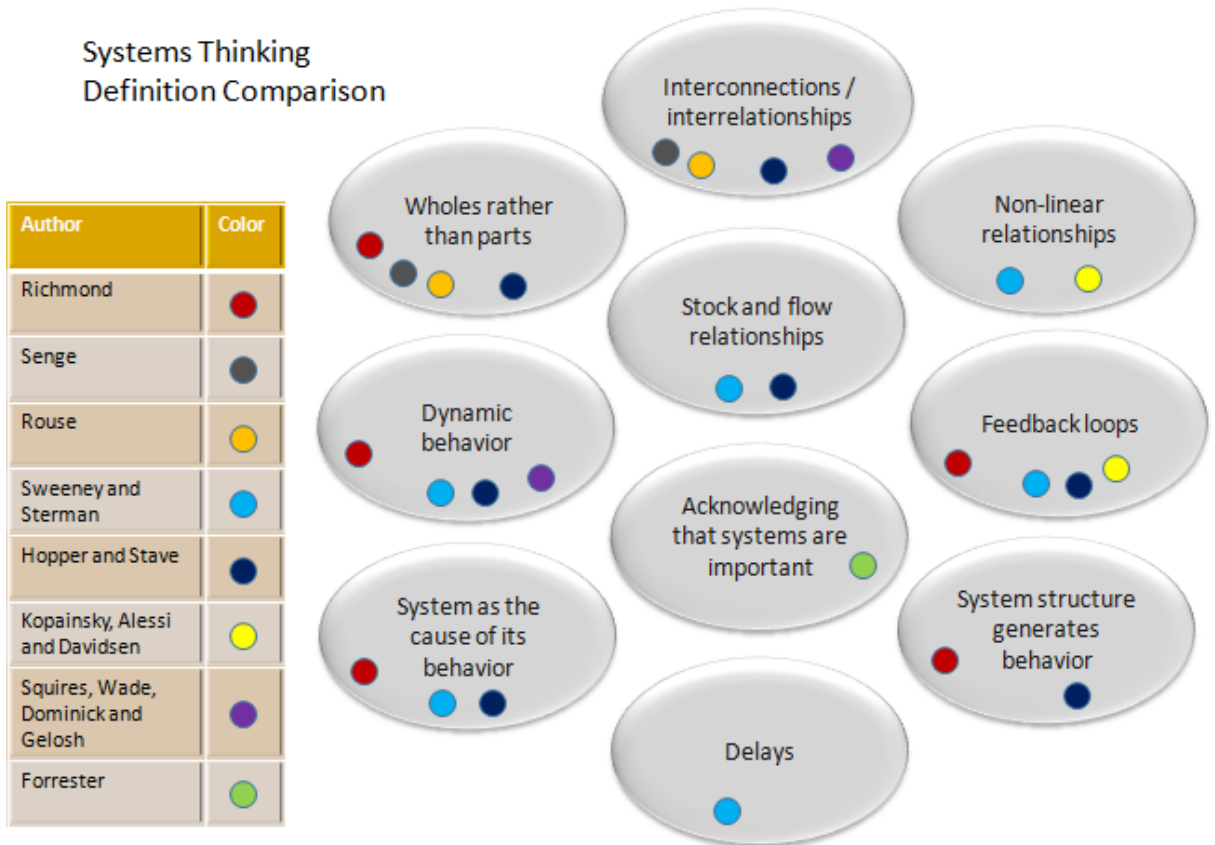 Systems Thinking
Definition Comparison
Author Color
Richmond
Senge
Rouse
Sweeney and
Sterman
Hopper and Stave
Kopainsky, Alessi
and Davidsen
Squires, Wade,
Dominick and
Gelosh
Forrester
Interconnections /
interrelationships
Wholes rather
than parts
Non-linear
relationships
Stock and flow
relationships
Dynamic
behavior
Feedback loops
Acknowledging
that systems are
important
System as the
cause of its
behavior
System structure
generates
behavior
Delays